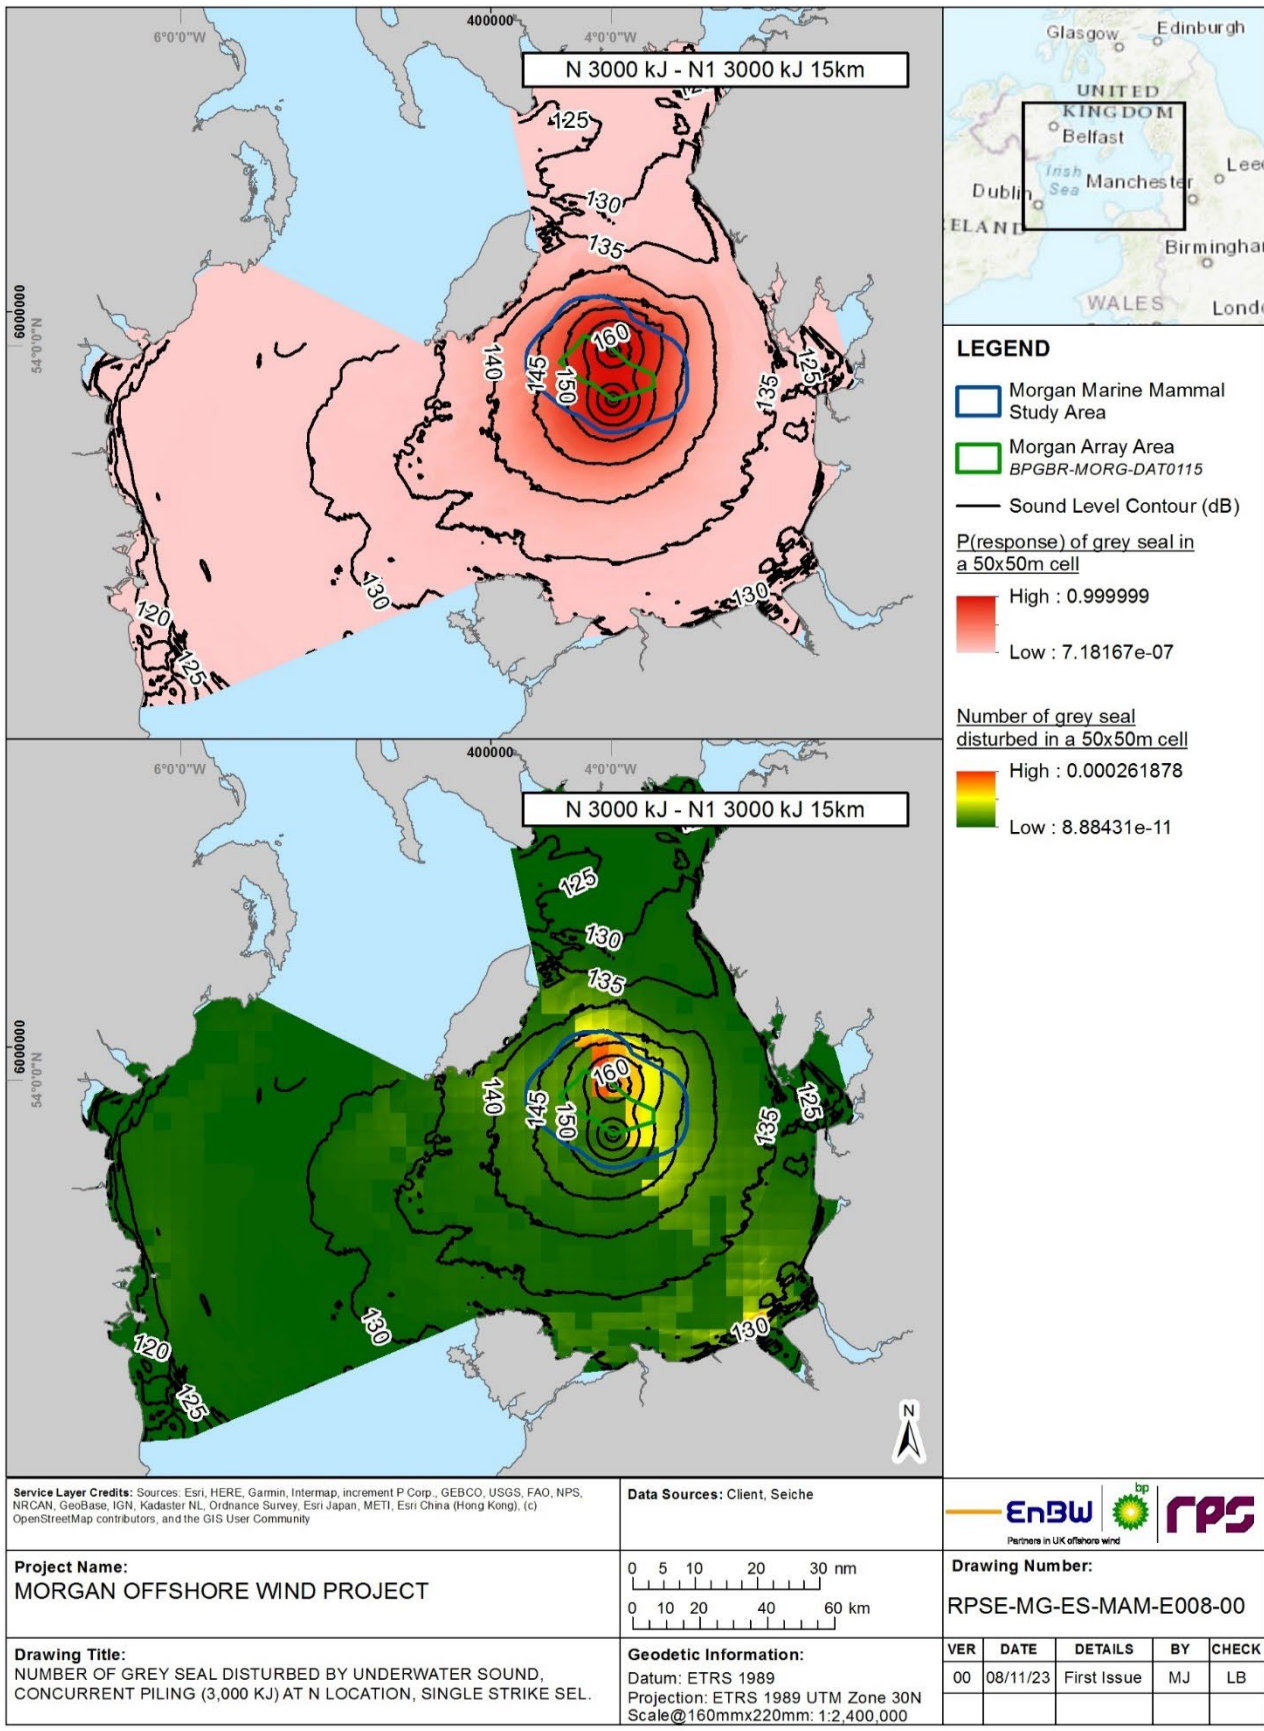 400000
6°0'0"W
4°0'0"W
N 3000 kJ - N1 3000 kJ 15km
125
130
135
160
140
145
150
135
125
130
130
120
125
6000000
54°0'0"N
400000
6°0'0"W
4°0'0"W
N 3000 kJ - N1 3000 kJ 15km
125
130
135
160
140
145
150
135
125
130
130
120
125
6000000
54°0'0"N
N
Glasgow
Edinburgh
UNITED
KINGDOM
Belfast
Irish
Sea
Manchester
Dublin
Birmingha
WALES
LEGEND
Morgan Marine Mammal
Study Area
Morgan Array Area
BPGBR-MORG-DAT0115
Sound Level Contour (dB)
P(response) of grey seal in
a 50x50m cell
High : 0.999999
Low : 7.18167e-07
Number of grey seal
disturbed in a 50x50m cell
High : 0.000261878
Low : 8.88431e-11
Service Layer Credits: Sources: Esri, HERE, Garmin, Intermap, increment P Corp., GEBCO, USGS, FAO, NPS,
NRCAN, GeoBase, IGN, Kadaster NL, Ordnance Survey, Esri Japan, METI, Esri China (Hong Kong), (c)
OpenStreetMap contributors, and the GIS User Community
Data Sources: Client, Seiche
EnBW
bp
rps
Partners in UK offshore wind
Project Name:
MORGAN OFFSHORE WIND PROJECT
0 5 10 20 30 nm
0 10 20 40 60 km
Drawing Number:
RPSE-MG-ES-MAM-E008-00
Drawing Title:
NUMBER OF GREY SEAL DISTURBED BY UNDERWATER SOUND,
CONCURRENT PILING (3,000 KJ) AT N LOCATION, SINGLE STRIKE SEL.
Geodetic Information:
Datum: ETRS 1989
Projection: ETRS 1989 UTM Zone 30N
Scale@160mmx220mm: 1:2,400,000
VER DATE DETAILS BY CHECK
00 08/11/23 First Issue MJ LB